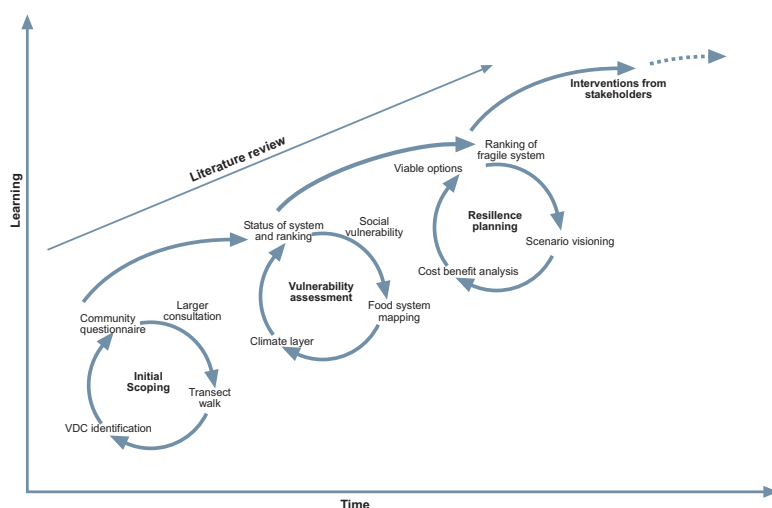 Interventions from
stakeholders
Literature review
Ranking of
fragile system
Viable options
Resillence
planning
Scenario visioning
Cost benefit analysis
Status of system
and ranking
Social
vulnerability
Vulnerability
assessment
Food system
mapping
Climate layer
Community
questionnaire
Larger
consultation
Initial
Scoping
Transect
walk
VDC identification
Learning
Time